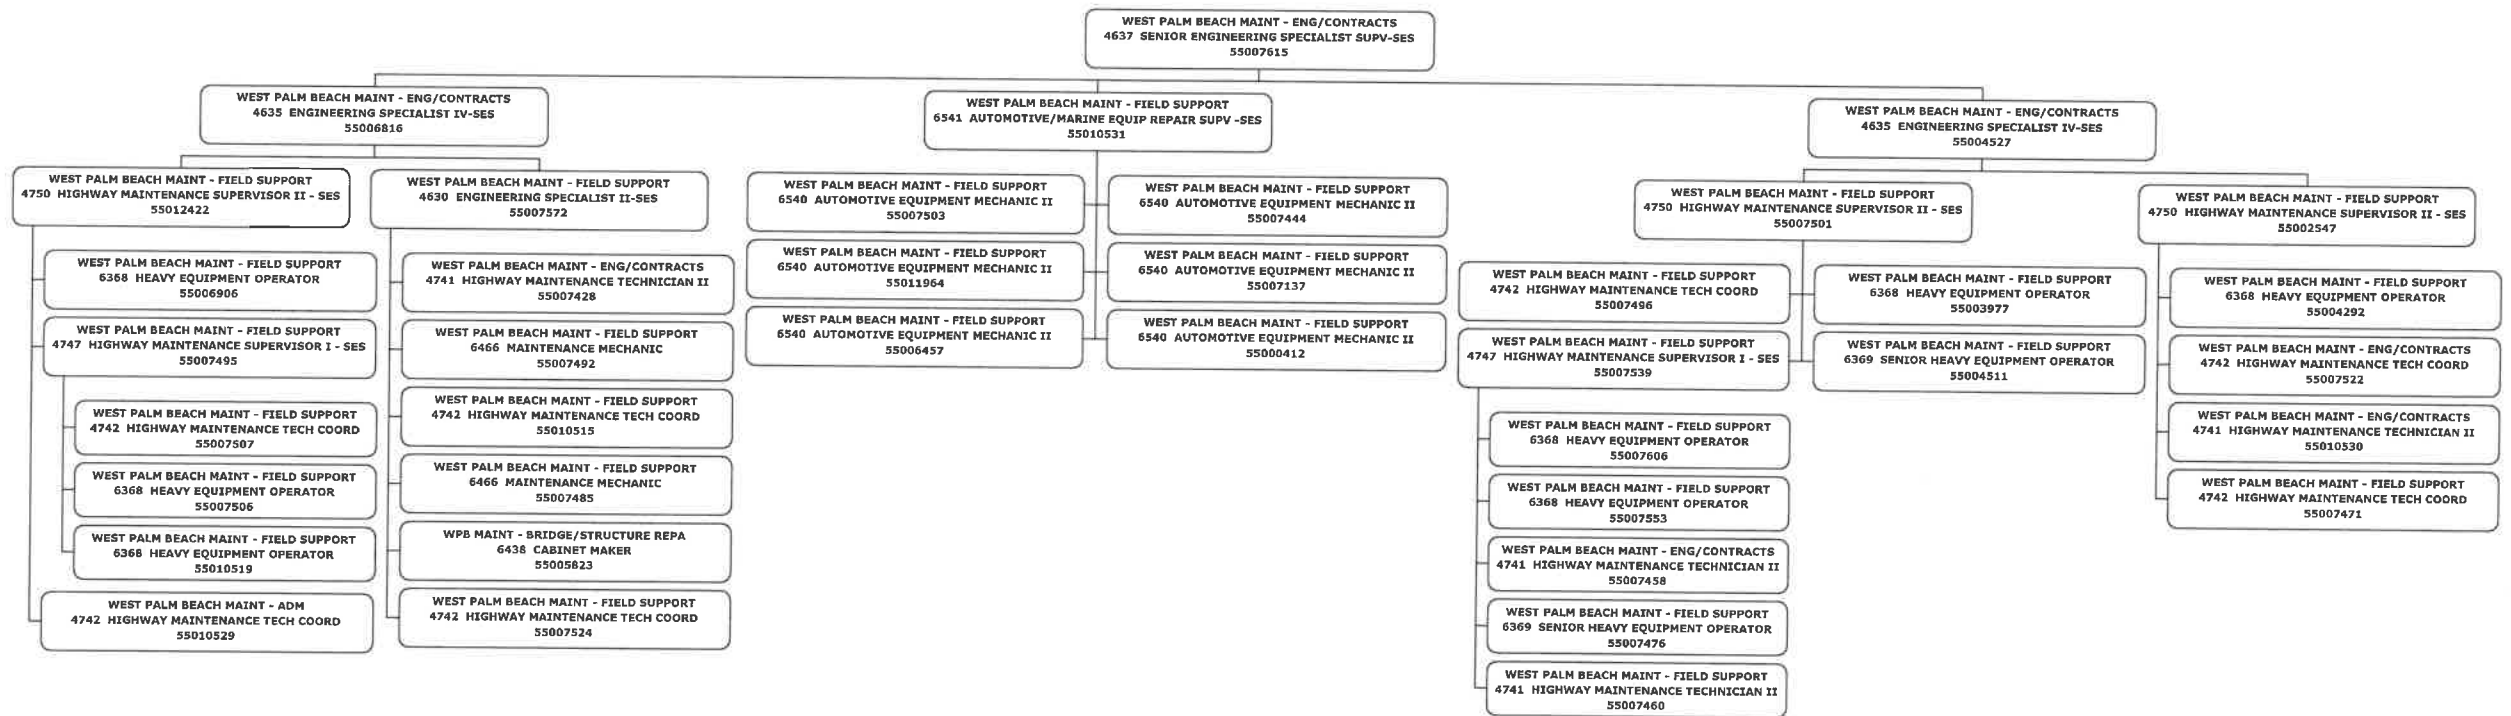 WEST PALM BEACH MAINT - ENG/CONTRACTS
4637 SENIOR ENGINEERING SPECIALIST SUPV-SES
55007615
WEST PALM BEACH MAINT - ENG/CONTRACTS
4635 ENGINEERING SPECIALIST IV-SES
55006816
WEST PALM BEACH MAINT - FIELD SUPPORT
4750 HIGHWAY MAINTENANCE SUPERVISOR II - SES
55012422
WEST PALM BEACH MAINT - FIELD SUPPORT
6368 HEAVY EQUIPMENT OPERATOR
55006906
WEST PALM BEACH MAINT - FIELD SUPPORT
4747 HIGHWAY MAINTENANCE SUPERVISOR I - SES
55007495
WEST PALM BEACH MAINT - FIELD SUPPORT
4742 HIGHWAY MAINTENANCE TECH COORD
55007507
WEST PALM BEACH MAINT - FIELD SUPPORT
6368 HEAVY EQUIPMENT OPERATOR
55007506
WEST PALM BEACH MAINT - FIELD SUPPORT
6368 HEAVY EQUIPMENT OPERATOR
55010519
WEST PALM BEACH MAINT - ADM
4742 HIGHWAY MAINTENANCE TECH COORD
55010529
WEST PALM BEACH MAINT - FIELD SUPPORT
4630 ENGINEERING SPECIALIST II-SES
55007572
WEST PALM BEACH MAINT - ENG/CONTRACTS
4741 HIGHWAY MAINTENANCE TECHNICIAN II
55007428
WEST PALM BEACH MAINT - FIELD SUPPORT
6466 MAINTENANCE MECHANIC
55007492
WEST PALM BEACH MAINT - FIELD SUPPORT
4742 HIGHWAY MAINTENANCE TECH COORD
55010515
WEST PALM BEACH MAINT - FIELD SUPPORT
6466 MAINTENANCE MECHANIC
55007485
WPB MAINT - BRIDGE/STRUCTURE REPA
6438 CABINET MAKER
55005823
WEST PALM BEACH MAINT - FIELD SUPPORT
4742 HIGHWAY MAINTENANCE TECH COORD
55007524
WEST PALM BEACH MAINT - FIELD SUPPORT
6541 AUTOMOTIVE/MARINE EQUIP REPAIR SUPV -SES
55010531
WEST PALM BEACH MAINT - FIELD SUPPORT
6540 AUTOMOTIVE EQUIPMENT MECHANIC II
55007503
WEST PALM BEACH MAINT - FIELD SUPPORT
6540 AUTOMOTIVE EQUIPMENT MECHANIC II
55007444
WEST PALM BEACH MAINT - FIELD SUPPORT
6540 AUTOMOTIVE EQUIPMENT MECHANIC II
55011964
WEST PALM BEACH MAINT - FIELD SUPPORT
6540 AUTOMOTIVE EQUIPMENT MECHANIC II
55007137
WEST PALM BEACH MAINT - FIELD SUPPORT
6540 AUTOMOTIVE EQUIPMENT MECHANIC II
55006457
WEST PALM BEACH MAINT - FIELD SUPPORT
6540 AUTOMOTIVE EQUIPMENT MECHANIC II
55000412
WEST PALM BEACH MAINT - ENG/CONTRACTS
4635 ENGINEERING SPECIALIST IV-SES
55004527
WEST PALM BEACH MAINT - FIELD SUPPORT
4750 HIGHWAY MAINTENANCE SUPERVISOR II - SES
55007501
WEST PALM BEACH MAINT - FIELD SUPPORT
4742 HIGHWAY MAINTENANCE TECH COORD
55007496
WEST PALM BEACH MAINT - FIELD SUPPORT
6368 HEAVY EQUIPMENT OPERATOR
55003977
WEST PALM BEACH MAINT - FIELD SUPPORT
4747 HIGHWAY MAINTENANCE SUPERVISOR I - SES
55007539
WEST PALM BEACH MAINT - FIELD SUPPORT
6369 SENIOR HEAVY EQUIPMENT OPERATOR
55004511
WEST PALM BEACH MAINT - FIELD SUPPORT
6368 HEAVY EQUIPMENT OPERATOR
55007606
WEST PALM BEACH MAINT - FIELD SUPPORT
6368 HEAVY EQUIPMENT OPERATOR
55007553
WEST PALM BEACH MAINT - ENG/CONTRACTS
4741 HIGHWAY MAINTENANCE TECHNICIAN II
55007458
WEST PALM BEACH MAINT - FIELD SUPPORT
6369 SENIOR HEAVY EQUIPMENT OPERATOR
55007476
WEST PALM BEACH MAINT - FIELD SUPPORT
4741 HIGHWAY MAINTENANCE TECHNICIAN II
55007460
WEST PALM BEACH MAINT - FIELD SUPPORT
4750 HIGHWAY MAINTENANCE SUPERVISOR II - SES
55002547
WEST PALM BEACH MAINT - FIELD SUPPORT
6368 HEAVY EQUIPMENT OPERATOR
55004292
WEST PALM BEACH MAINT - ENG/CONTRACTS
4742 HIGHWAY MAINTENANCE TECH COORD
55007522
WEST PALM BEACH MAINT - ENG/CONTRACTS
4741 HIGHWAY MAINTENANCE TECHNICIAN II
55010530
WEST PALM BEACH MAINT - FIELD SUPPORT
4742 HIGHWAY MAINTENANCE TECH COORD
55007471